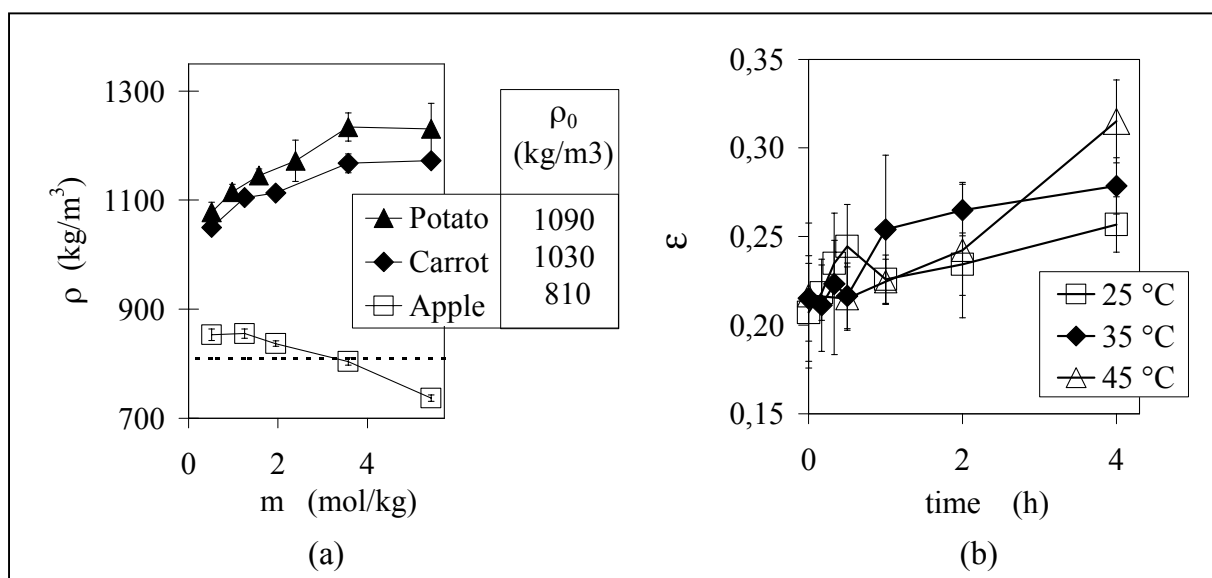 1300
1100
900
700
0 2 4
ρ (kg/m³)
m (mol/kg)
ρ₀
(kg/m3)
Potato 1090
Carrot 1030
Apple 810
(a)
0,35
0,30
0,25
0,20
0,15
ε
0 2 4
time (h)
25 °C
35 °C
45 °C
(b)